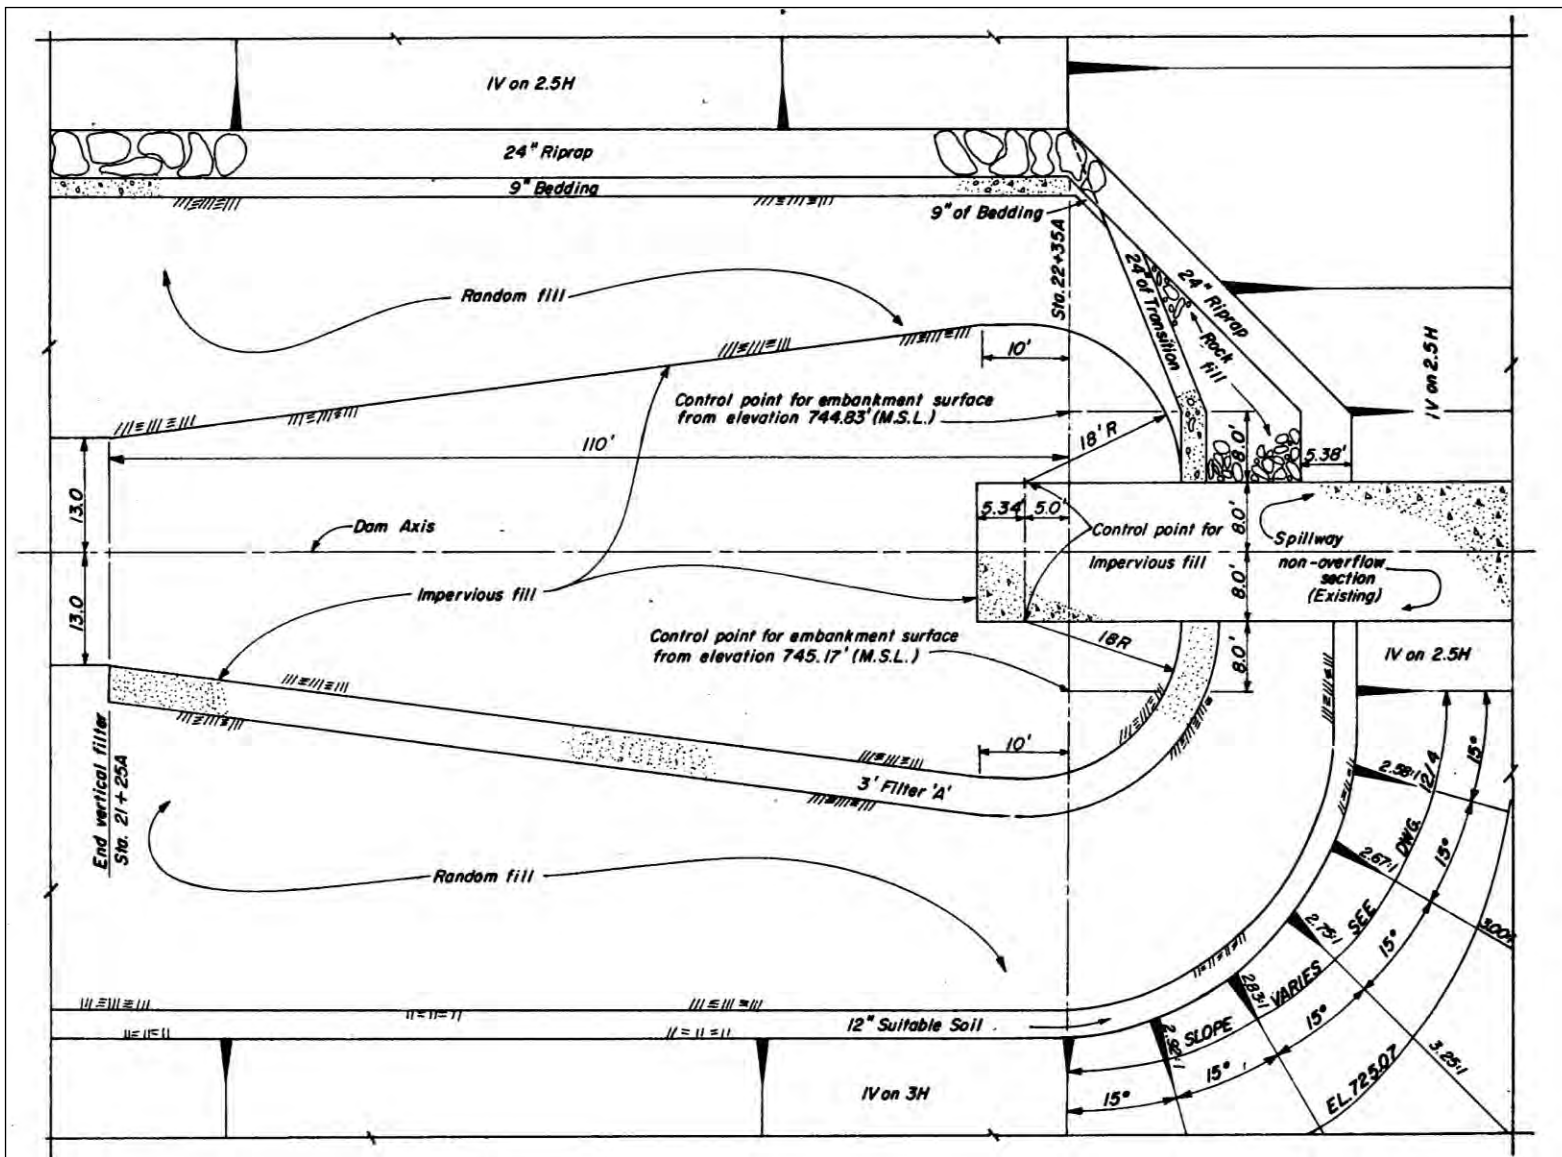 IV on 2.5H
24" Riprap
9" Bedding
9" of Bedding
Sta. 22+35A
24" of Transition
24" Riprap
Rock
fill
IV on 2.5H
Random fill
10'
Control point for embankment surface
from elevation 744.83' (M.S.L.)
18' R
8.0'
5.38'
110'
13.0
13.0
Dam Axis
5.34'
5.0'
8.0'
8.0'
Control point for
Impervious fill
Spillway
non-overflow
section
(Existing)
Impervious fill
Control point for embankment surface
from elevation 745.17' (M.S.L.)
18R
8.0'
IV on 2.5H
End vertical filter
Sta. 21+25A
10'
3' Filter 'A'
Random fill
12" Suitable Soil
IV on 3H
2.58:1
2.67:1
2.75:1
2.83:1
2.92:1
SLOPE VARIES SEE DWG. 12/4
15°
15°
15°
15°
15°
15°
3.00:1
3.25:1
EL. 725.07